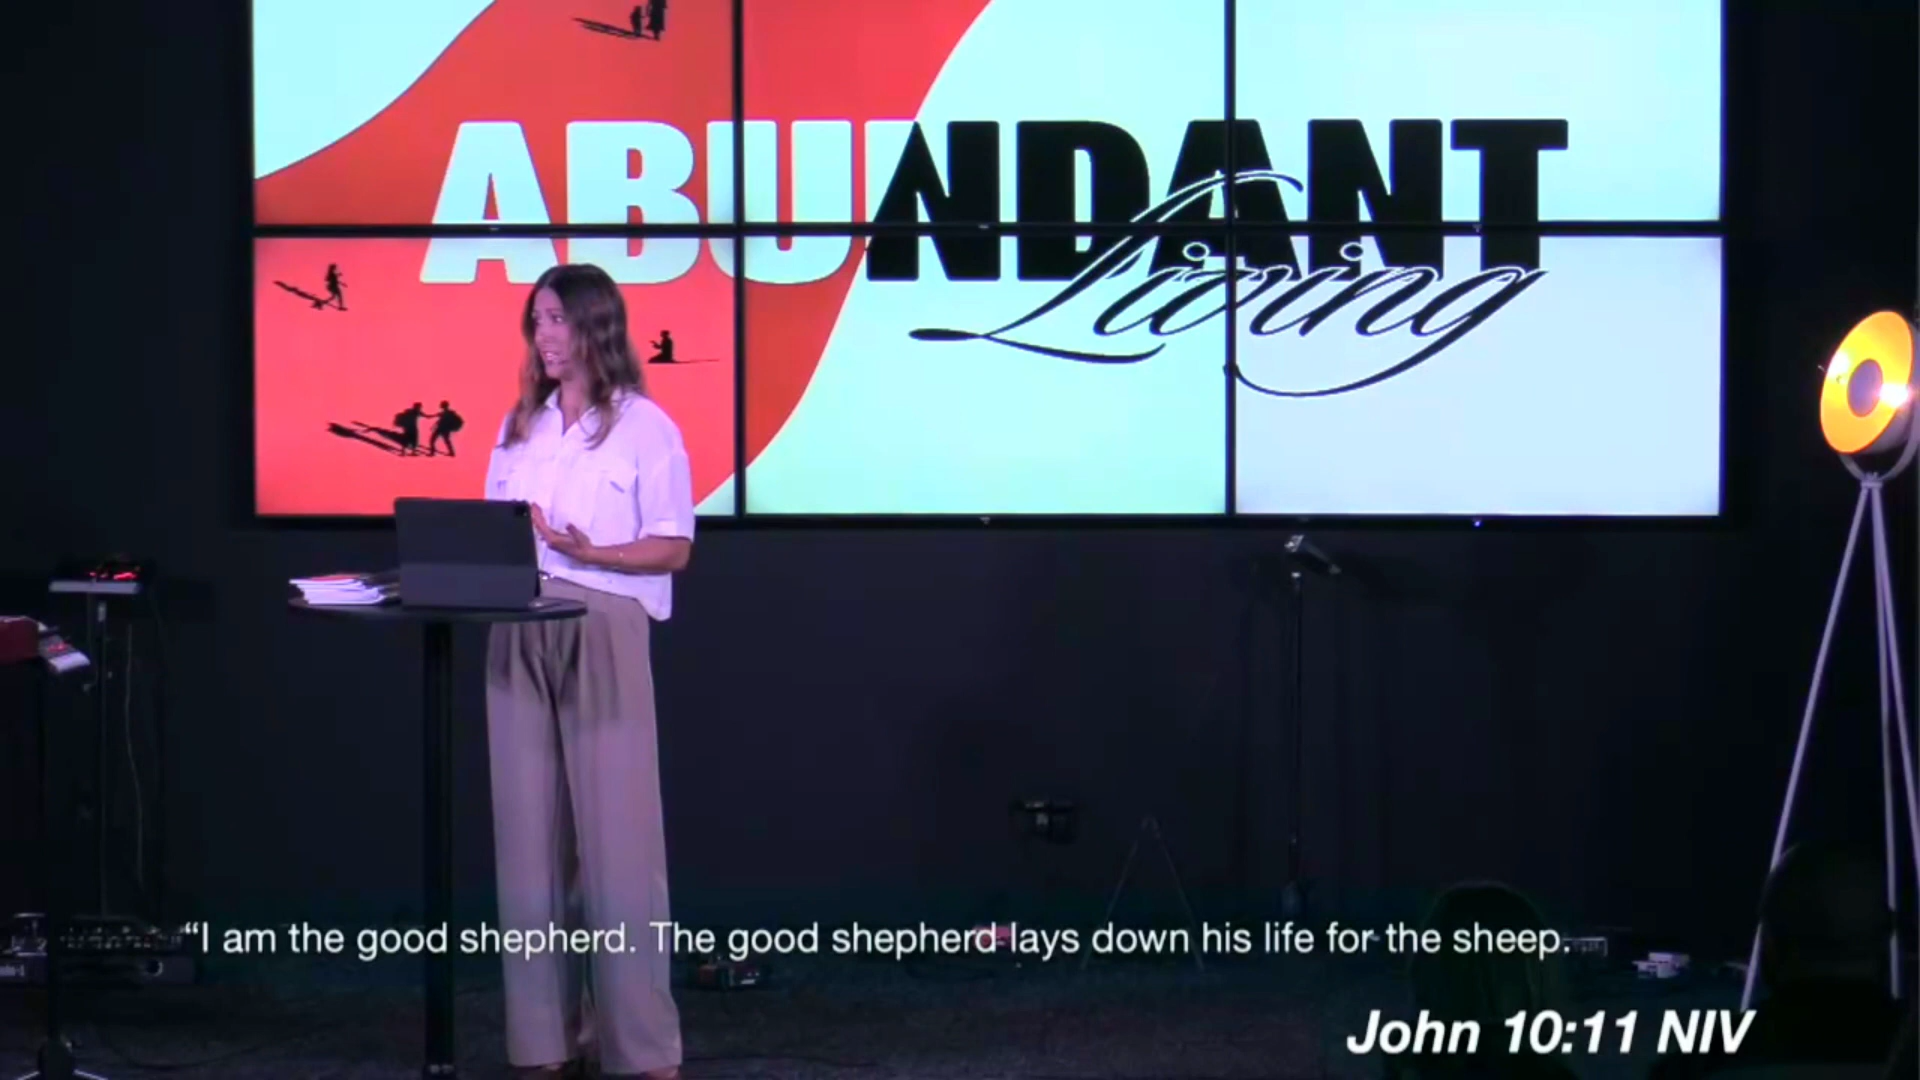 ABUNDANT
Living
“I am the good shepherd. The good shepherd lays down his life for the sheep.
John 10:11 NIV